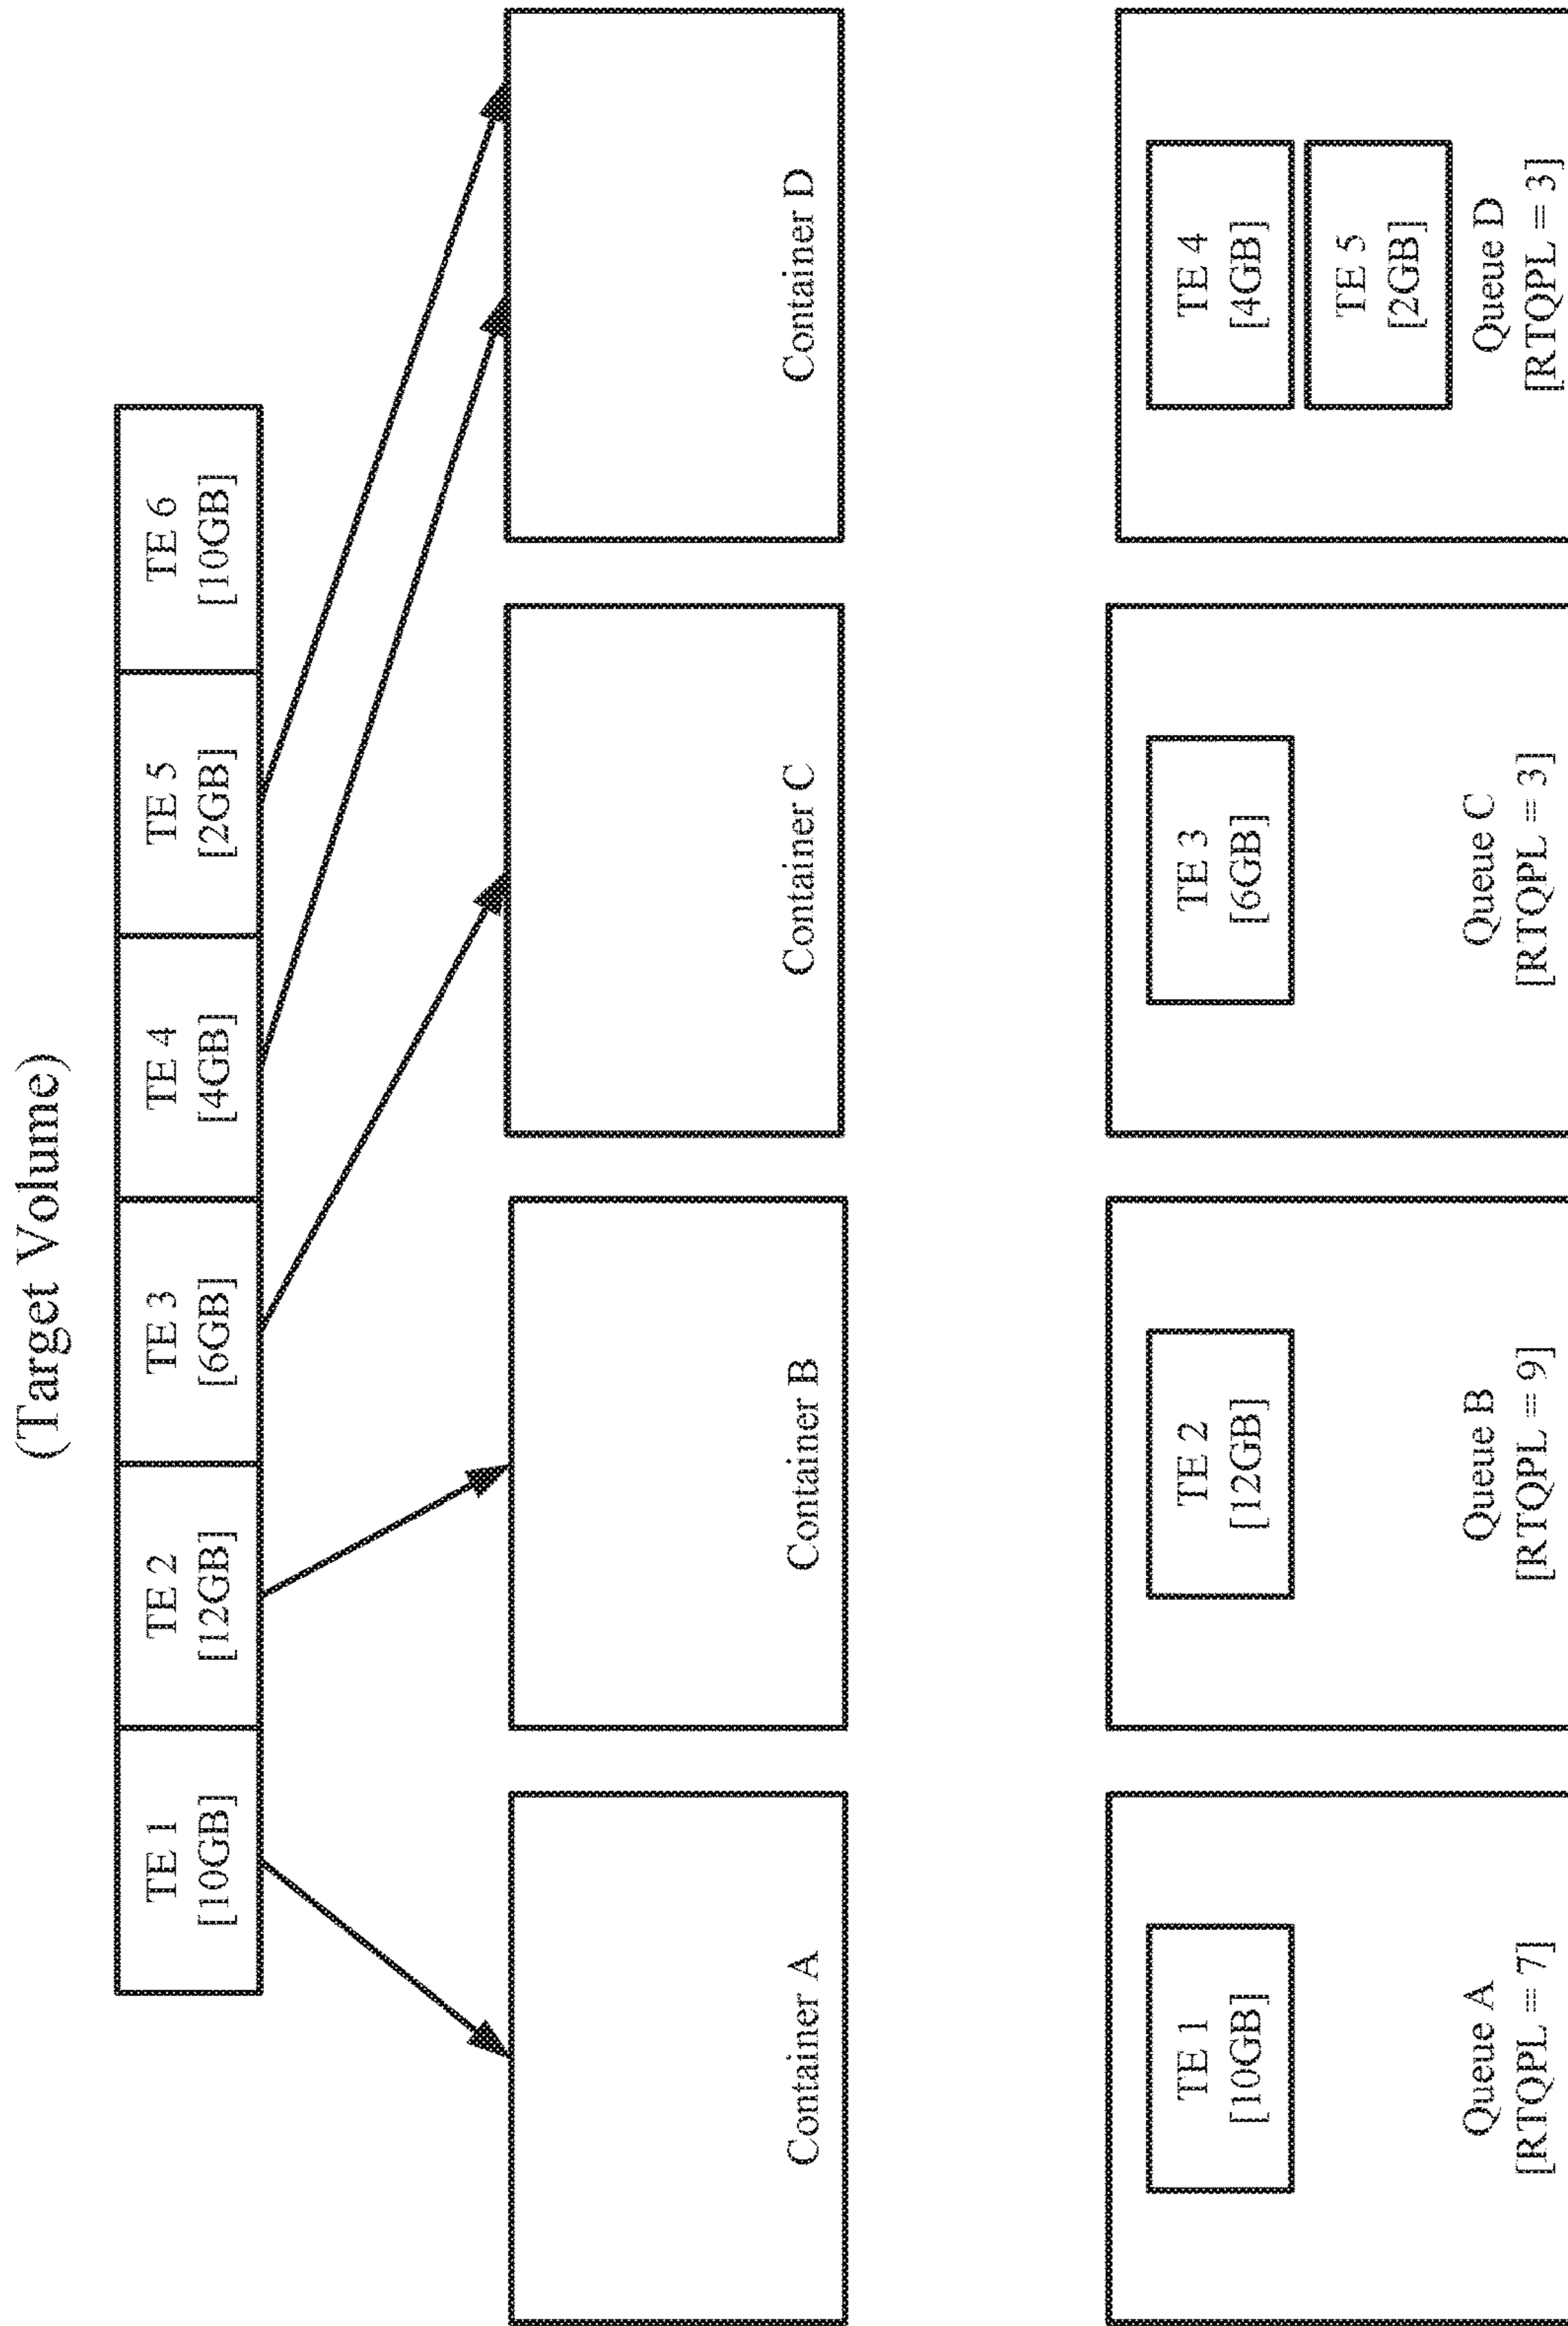 (Target Volume)
TE 1
[10GB]
TE 2
[12GB]
TE 3
[6GB]
TE 4
[4GB]
TE 5
[2GB]
TE 6
[10GB]
Container A
Container B
Container C
Container D
TE 1
[10GB]
Queue A
[RTQPL = 7]
TE 2
[12GB]
Queue B
[RTQPL = 9]
TE 3
[6GB]
Queue C
[RTQPL = 3]
TE 4
[4GB]
TE 5
[2GB]
Queue D
[RTQPL = 3]